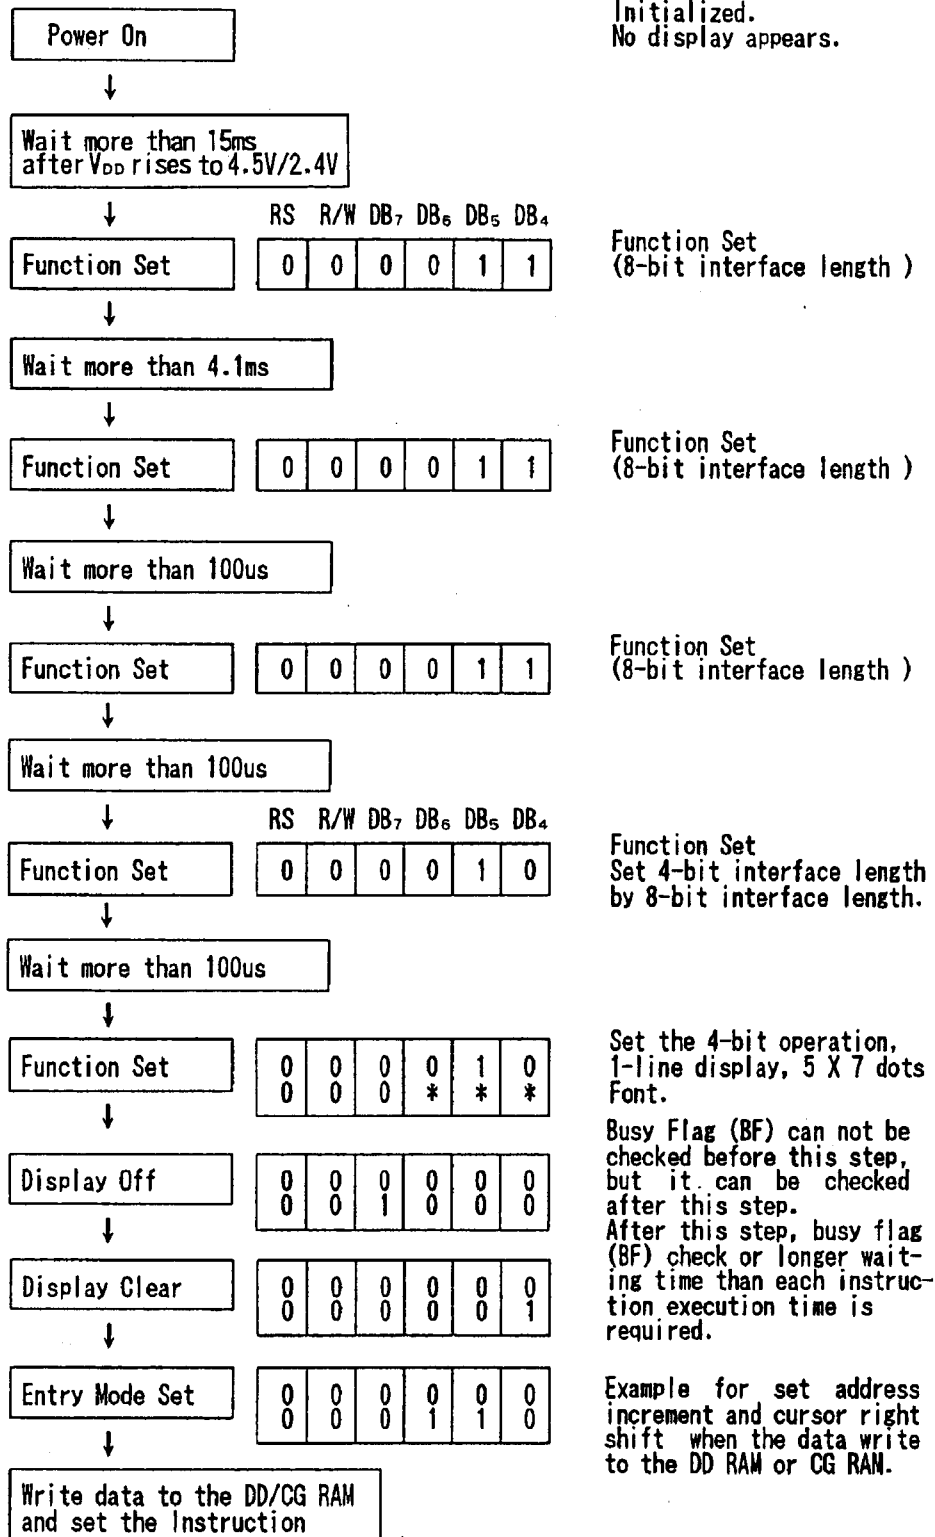 Power On
Initialized.
No display appears.
↓
Wait more than 15ms
after VDD rises to 4.5V/2.4V
↓
RS R/W DB7 DB6 DB5 DB4
Function Set
0 0 0 0 1 1
Function Set
(8-bit interface length )
↓
Wait more than 4.1ms
↓
Function Set
0 0 0 0 1 1
Function Set
(8-bit interface length )
↓
Wait more than 100us
↓
Function Set
0 0 0 0 1 1
Function Set
(8-bit interface length )
↓
Wait more than 100us
↓
RS R/W DB7 DB6 DB5 DB4
Function Set
0 0 0 0 1 0
Function Set
Set 4-bit interface length
by 8-bit interface length.
↓
Wait more than 100us
↓
Function Set
0 0 0 0 1 0
0 0 0 * * *
Set the 4-bit operation,
1-line display, 5 X 7 dots
Font.
↓
Display Off
0 0 0 0 0 0
0 0 1 0 0 0
Busy Flag (BF) can not be
checked before this step,
but it can be checked
after this step.
After this step, busy flag
(BF) check or longer wait-
ing time than each instruc-
tion execution time is
required.
↓
Display Clear
0 0 0 0 0 0
0 0 0 0 0 1
↓
Entry Mode Set
0 0 0 0 0 0
0 0 0 1 1 0
Example for set address
increment and cursor right
shift when the data write
to the DD RAM or CG RAM.
↓
Write data to the DD/CG RAM
and set the Instruction